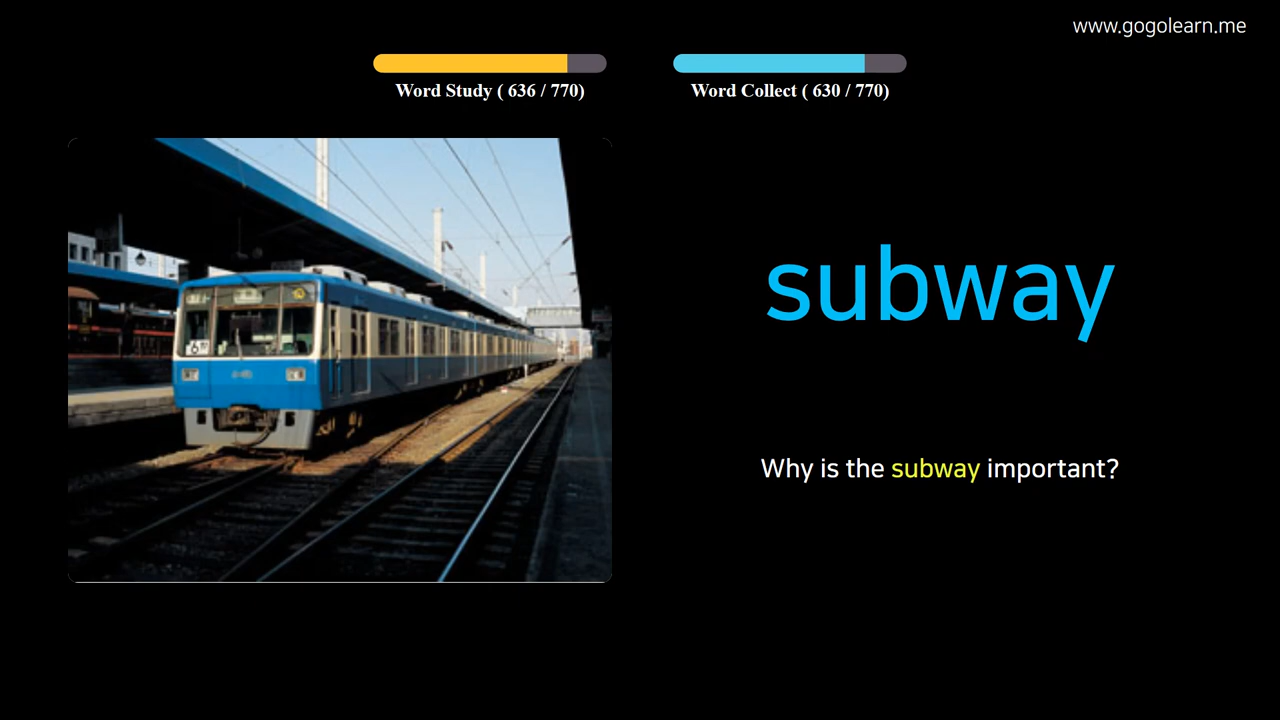 www.gogolearn.me
Word Study ( 636 / 770)
Word Collect ( 630 / 770)
subway
Why is the subway important?